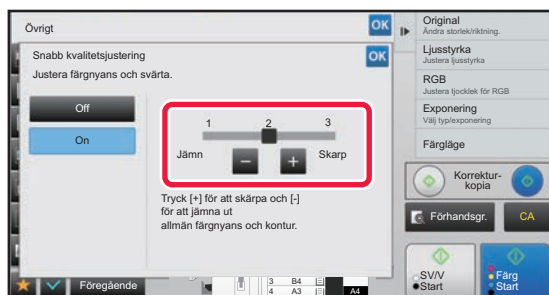 Övrigt
OK
Snabb kvalitetsjustering
OK
Justera färgnyans och svärta.
Off
On
1 2 3
Jämn
Skarp
Tryck [+] för att skärpa och [-]
för att jämna ut
allmän färgnyans och kontur.
Föregående
3 B4
4 A3
A4
Original
Ändra storlek/riktning.
Ljusstyrka
Justera ljusstyrka
RGB
Justera tjocklek för RGB
Exponering
Välj typ/exponering
Färgläge
Korrektur-
kopia
Förhandsgr.
CA
SV/V
Start
Färg
Start